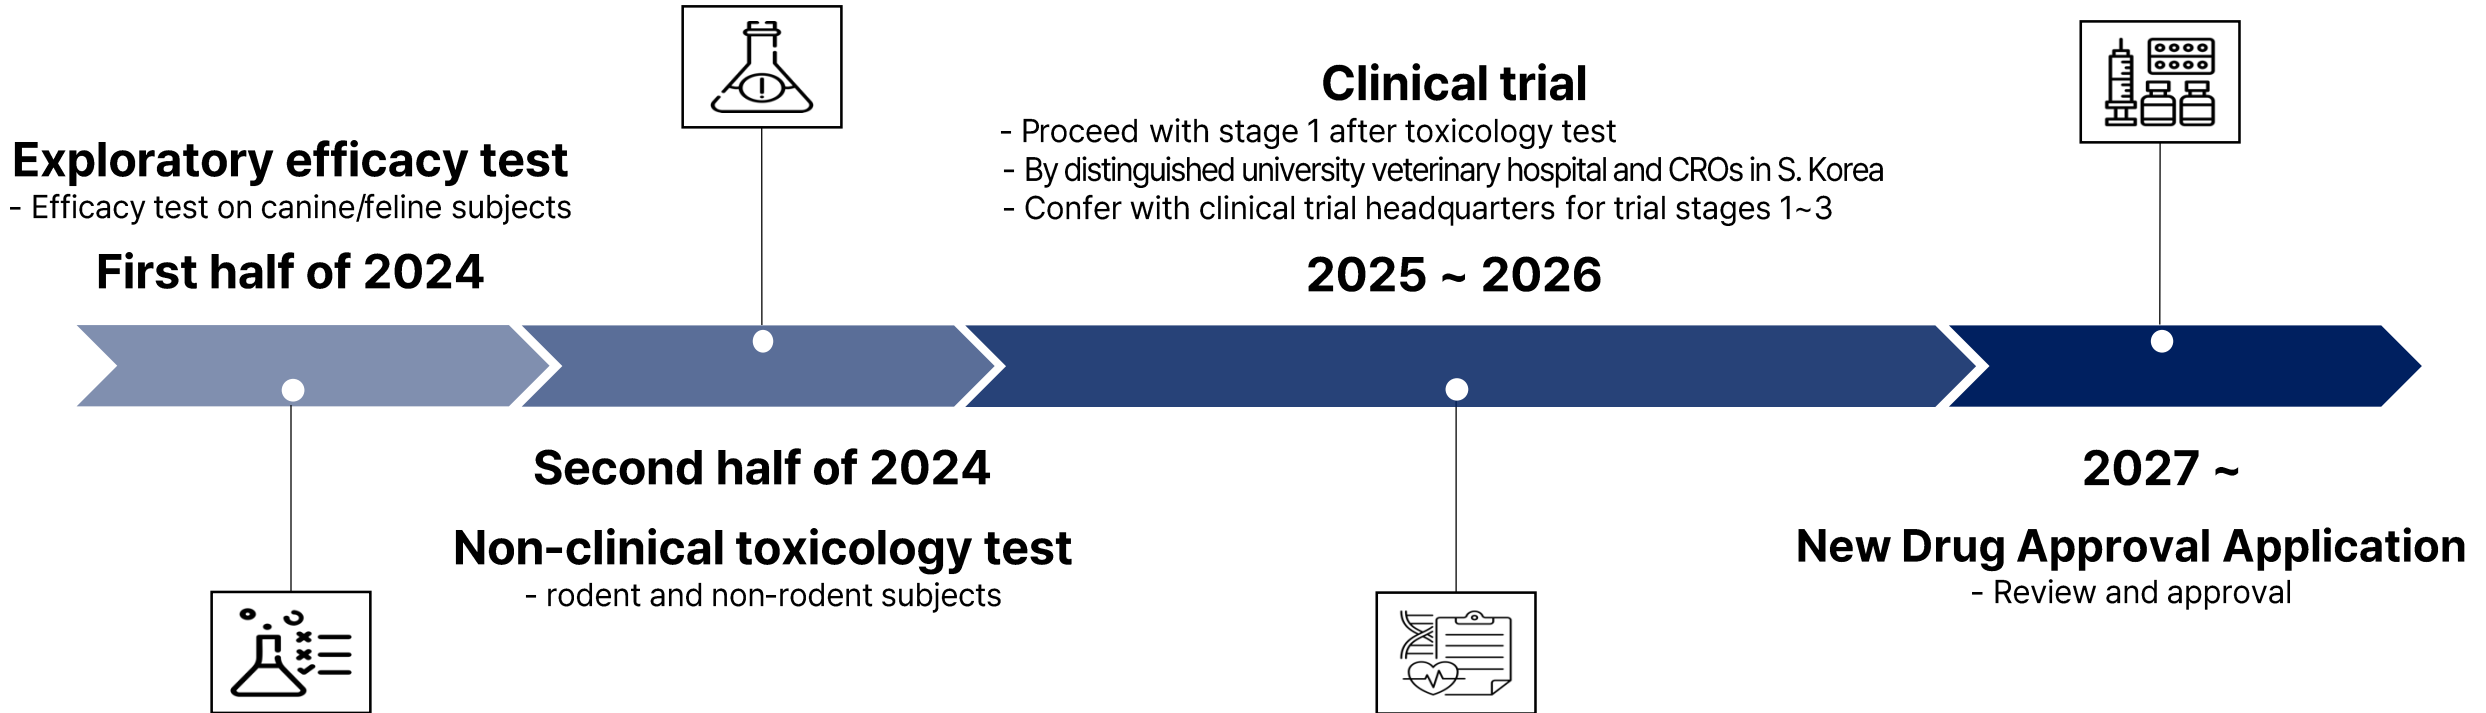 Exploratory efficacy test
- Efficacy test on canine/feline subjects
First half of 2024
Second half of 2024
Non-clinical toxicology test
- rodent and non-rodent subjects
Clinical trial
- Proceed with stage 1 after toxicology test
- By distinguished university veterinary hospital and CROs in S. Korea
- Confer with clinical trial headquarters for trial stages 1~3
2025 ~ 2026
2027 ~
New Drug Approval Application
- Review and approval